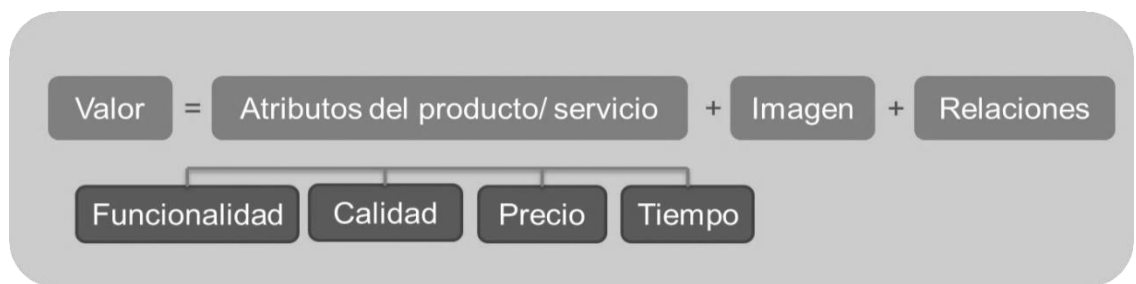 Valor = Atributos del producto/ servicio + Imagen + Relaciones
Funcionalidad Calidad Precio Tiempo